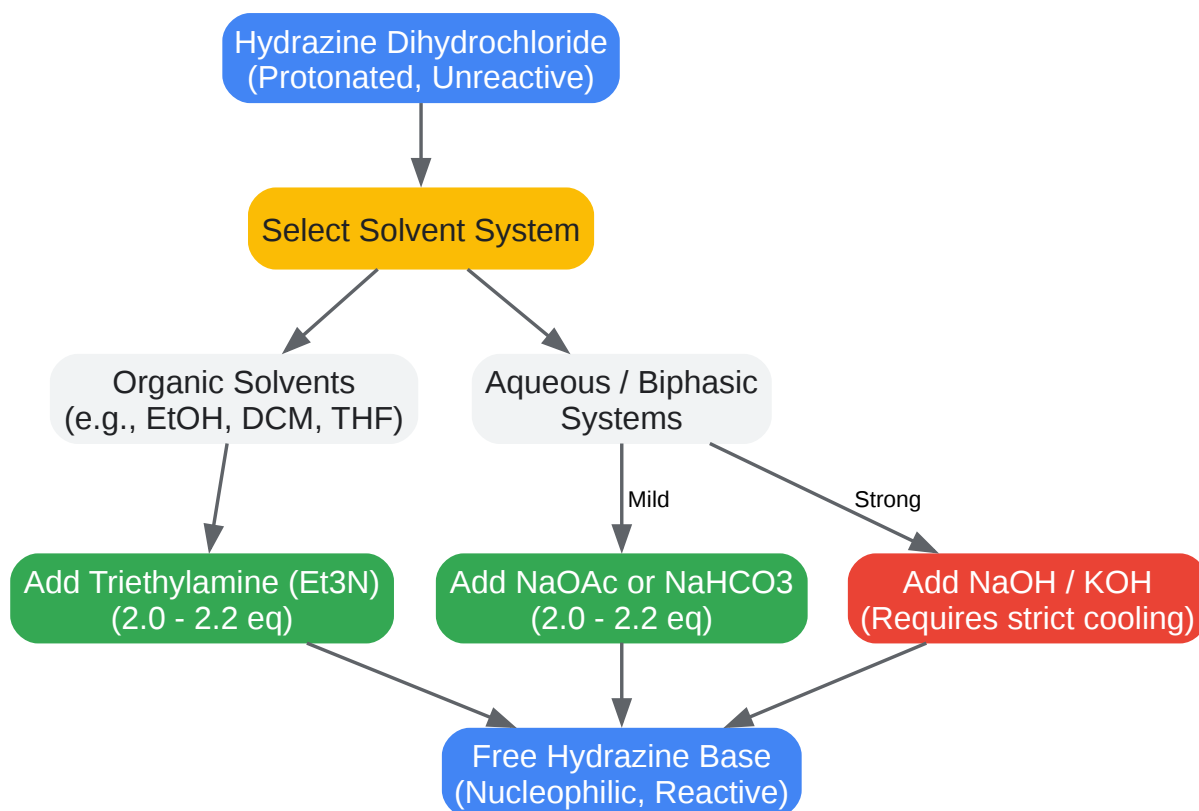 Hydrazine Dihydrochloride
(Protonated, Unreactive)
Select Solvent System
Organic Solvents
(e.g., EtOH, DCM, THF)
Aqueous / Biphasic
Systems
Mild
Strong
Add Triethylamine (Et3N)
(2.0 - 2.2 eq)
Add NaOAc or NaHCO3
(2.0 - 2.2 eq)
Add NaOH / KOH
(Requires strict cooling)
Free Hydrazine Base
(Nucleophilic, Reactive)